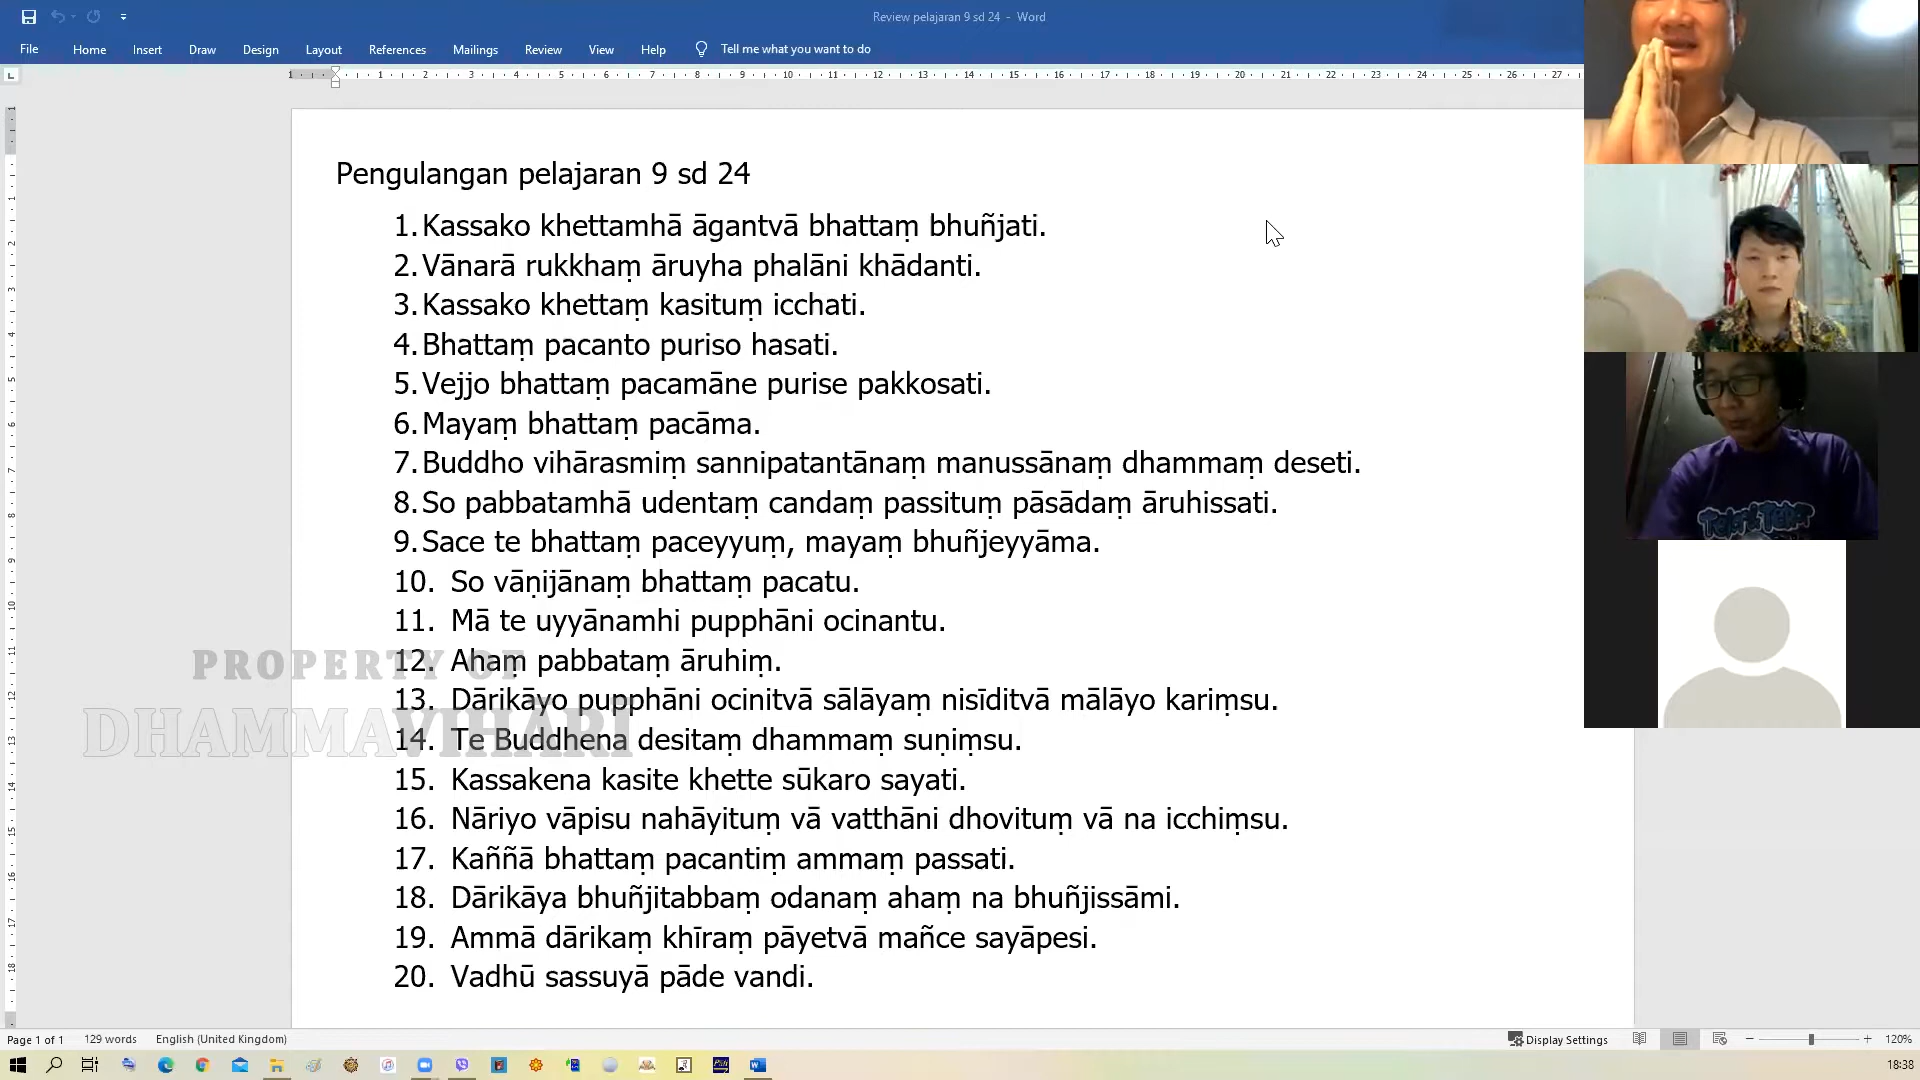 Review pelajaran 9 sd 24 - Word
File Home Insert Draw Design Layout References Mailings Review View Help Tell me what you want to do
Pengulangan pelajaran 9 sd 24
1. Kassako khettamhā āgantvā bhattaṃ bhuñjati.
2. Vānarā rukkhaṃ āruyha phalāni khādanti.
3. Kassako khettaṃ kasituṃ icchati.
4. Bhattaṃ pacanto puriso hasati.
5. Vejjo bhattaṃ pacamāne purise pakkosati.
6. Mayaṃ bhattaṃ pacāma.
7. Buddho vihārasmiṃ sannipatantānaṃ manussānaṃ dhammaṃ deseti.
8. So pabbatamhā udentaṃ candaṃ passituṃ pāsādaṃ āruhissati.
9. Sace te bhattaṃ paceyyuṃ, mayaṃ bhuñjeyyāma.
10. So vāṇijānaṃ bhattaṃ pacatu.
11. Mā te uyyānamhi pupphāni ocinantu.
12. Ahaṃ pabbataṃ āruhiṃ.
13. Dārikāyo pupphāni ocinitvā sālāyaṃ nisīditvā mālāyo kariṃsu.
14. Te Buddhena desitaṃ dhammaṃ suṇiṃsu.
15. Kassakena kasite khette sūkaro sayati.
16. Nāriyo vāpisu nahāyituṃ vā vatthāni dhovituṃ vā na icchiṃsu.
17. Kaññā bhattaṃ pacantiṃ ammaṃ passati.
18. Dārikāya bhuñjitabbaṃ odanaṃ ahaṃ na bhuñjissāmi.
19. Ammā dārikaṃ khīraṃ pāyetvā mañce sayāpesi.
20. Vadhū sassuyā pāde vandi.
PROPERTY OF
DHAMMAVIHĀRĪ
Page 1 of 1 129 words English (United Kingdom) Display Settings 120%
18:38